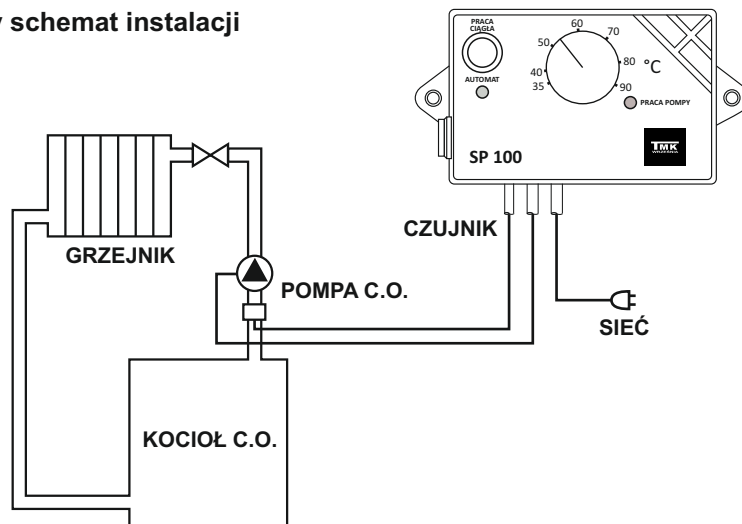 y schemat instalacji
PRACA
CIĄGŁA
AUTOMAT
35
40
50
60
70
80
90
°C
PRACA POMPY
SP 100
TMK
WRZEŚNIA
CZUJNIK
GRZEJNIK
POMPA C.O.
SIEĆ
KOCIOŁ C.O.